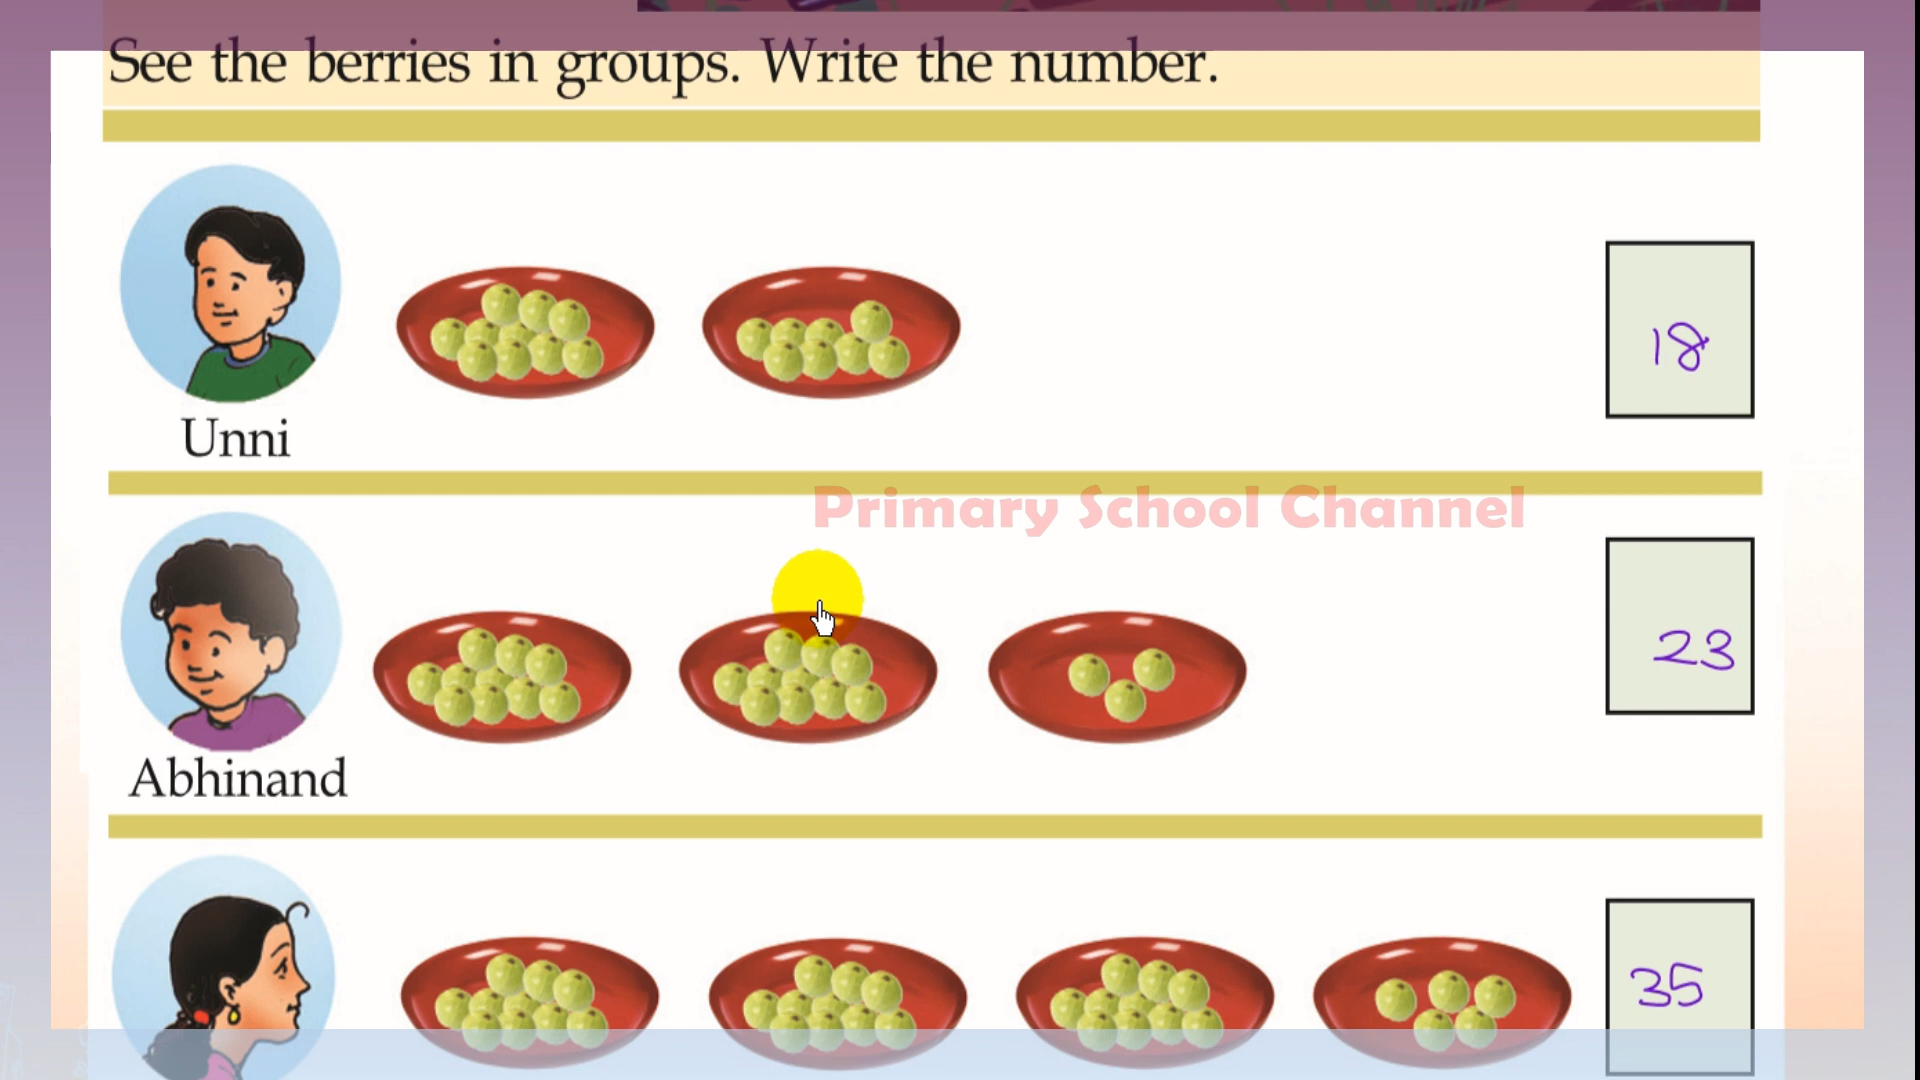 See the berries in groups. Write the number.
18
Unni
Primary School Channel
23
Abhinand
35